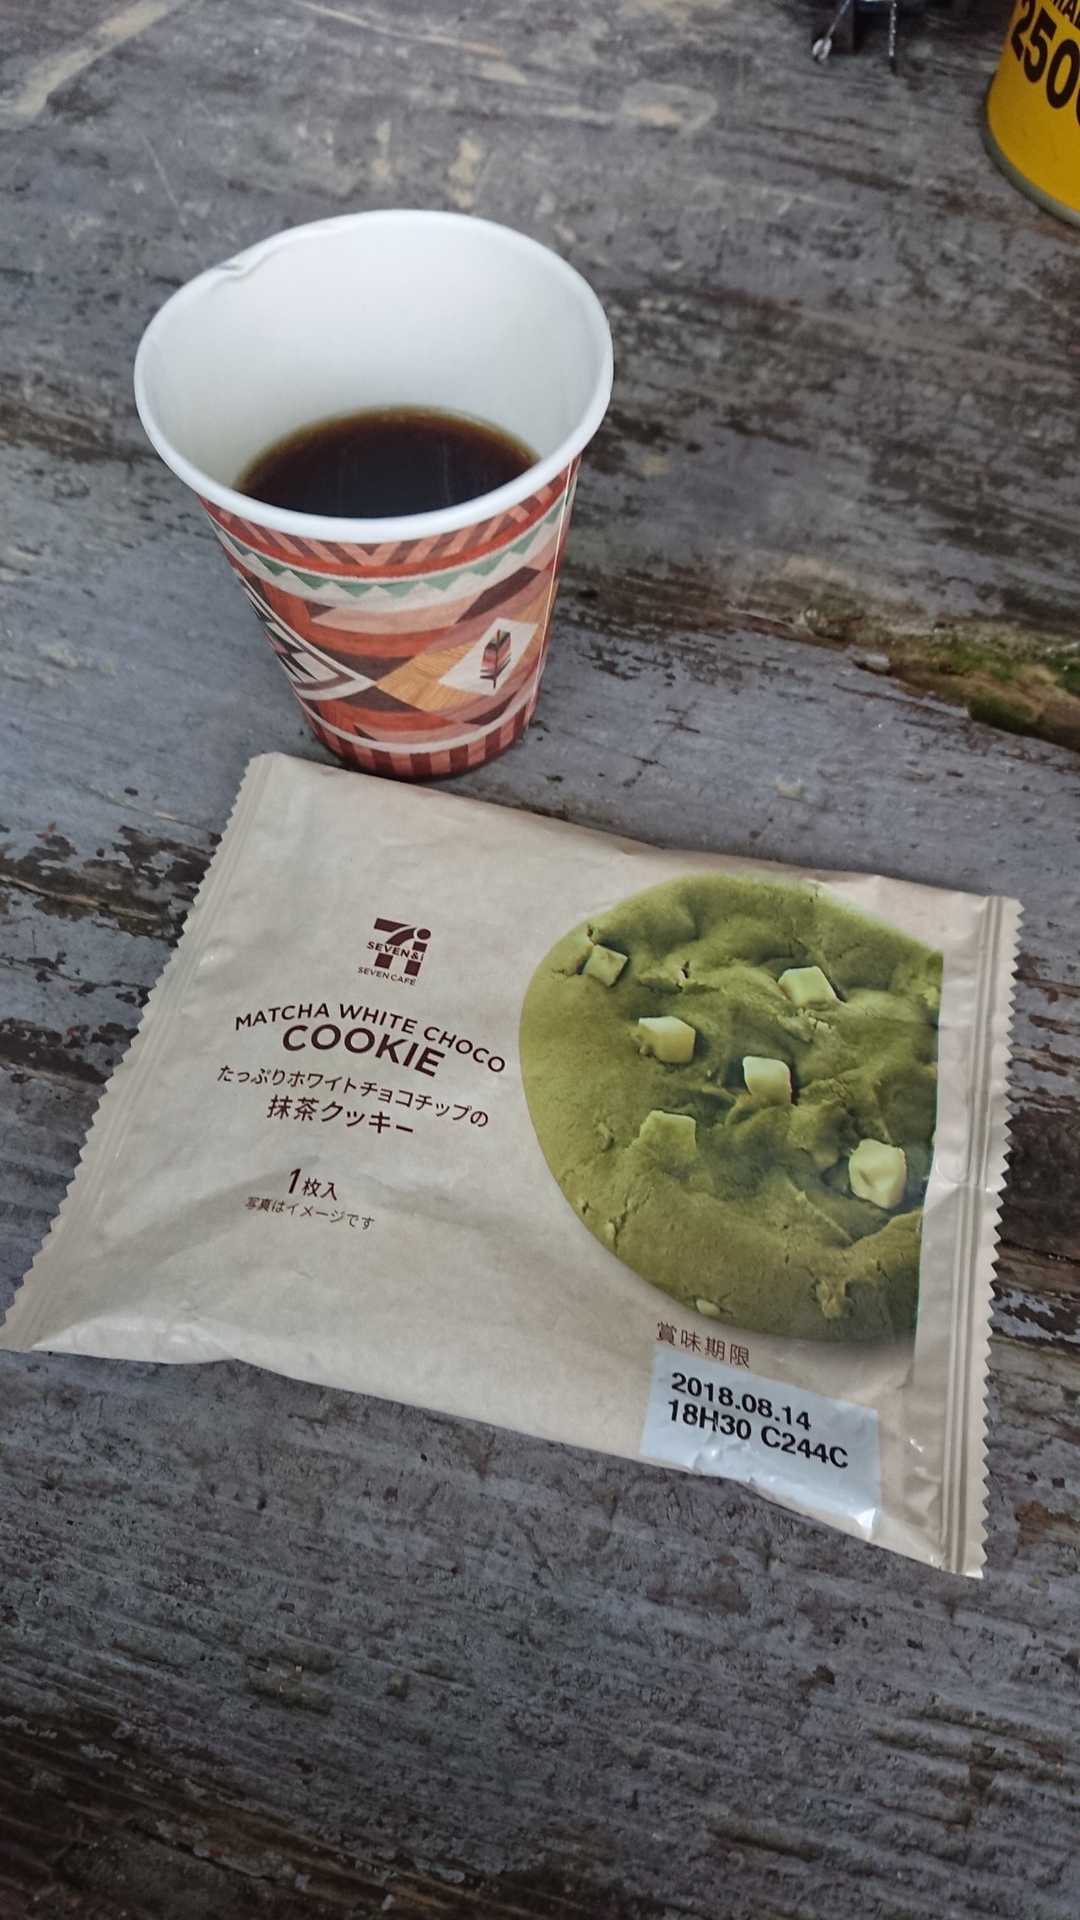 250
SEVEN&i
SEVEN CAFÉ
MATCHA WHITE CHOCO
COOKIE
たっぷりホワイトチョコチップの
抹茶クッキー
1枚入
写真はイメージです
賞味期限
2018.08.14
18H30 C244C